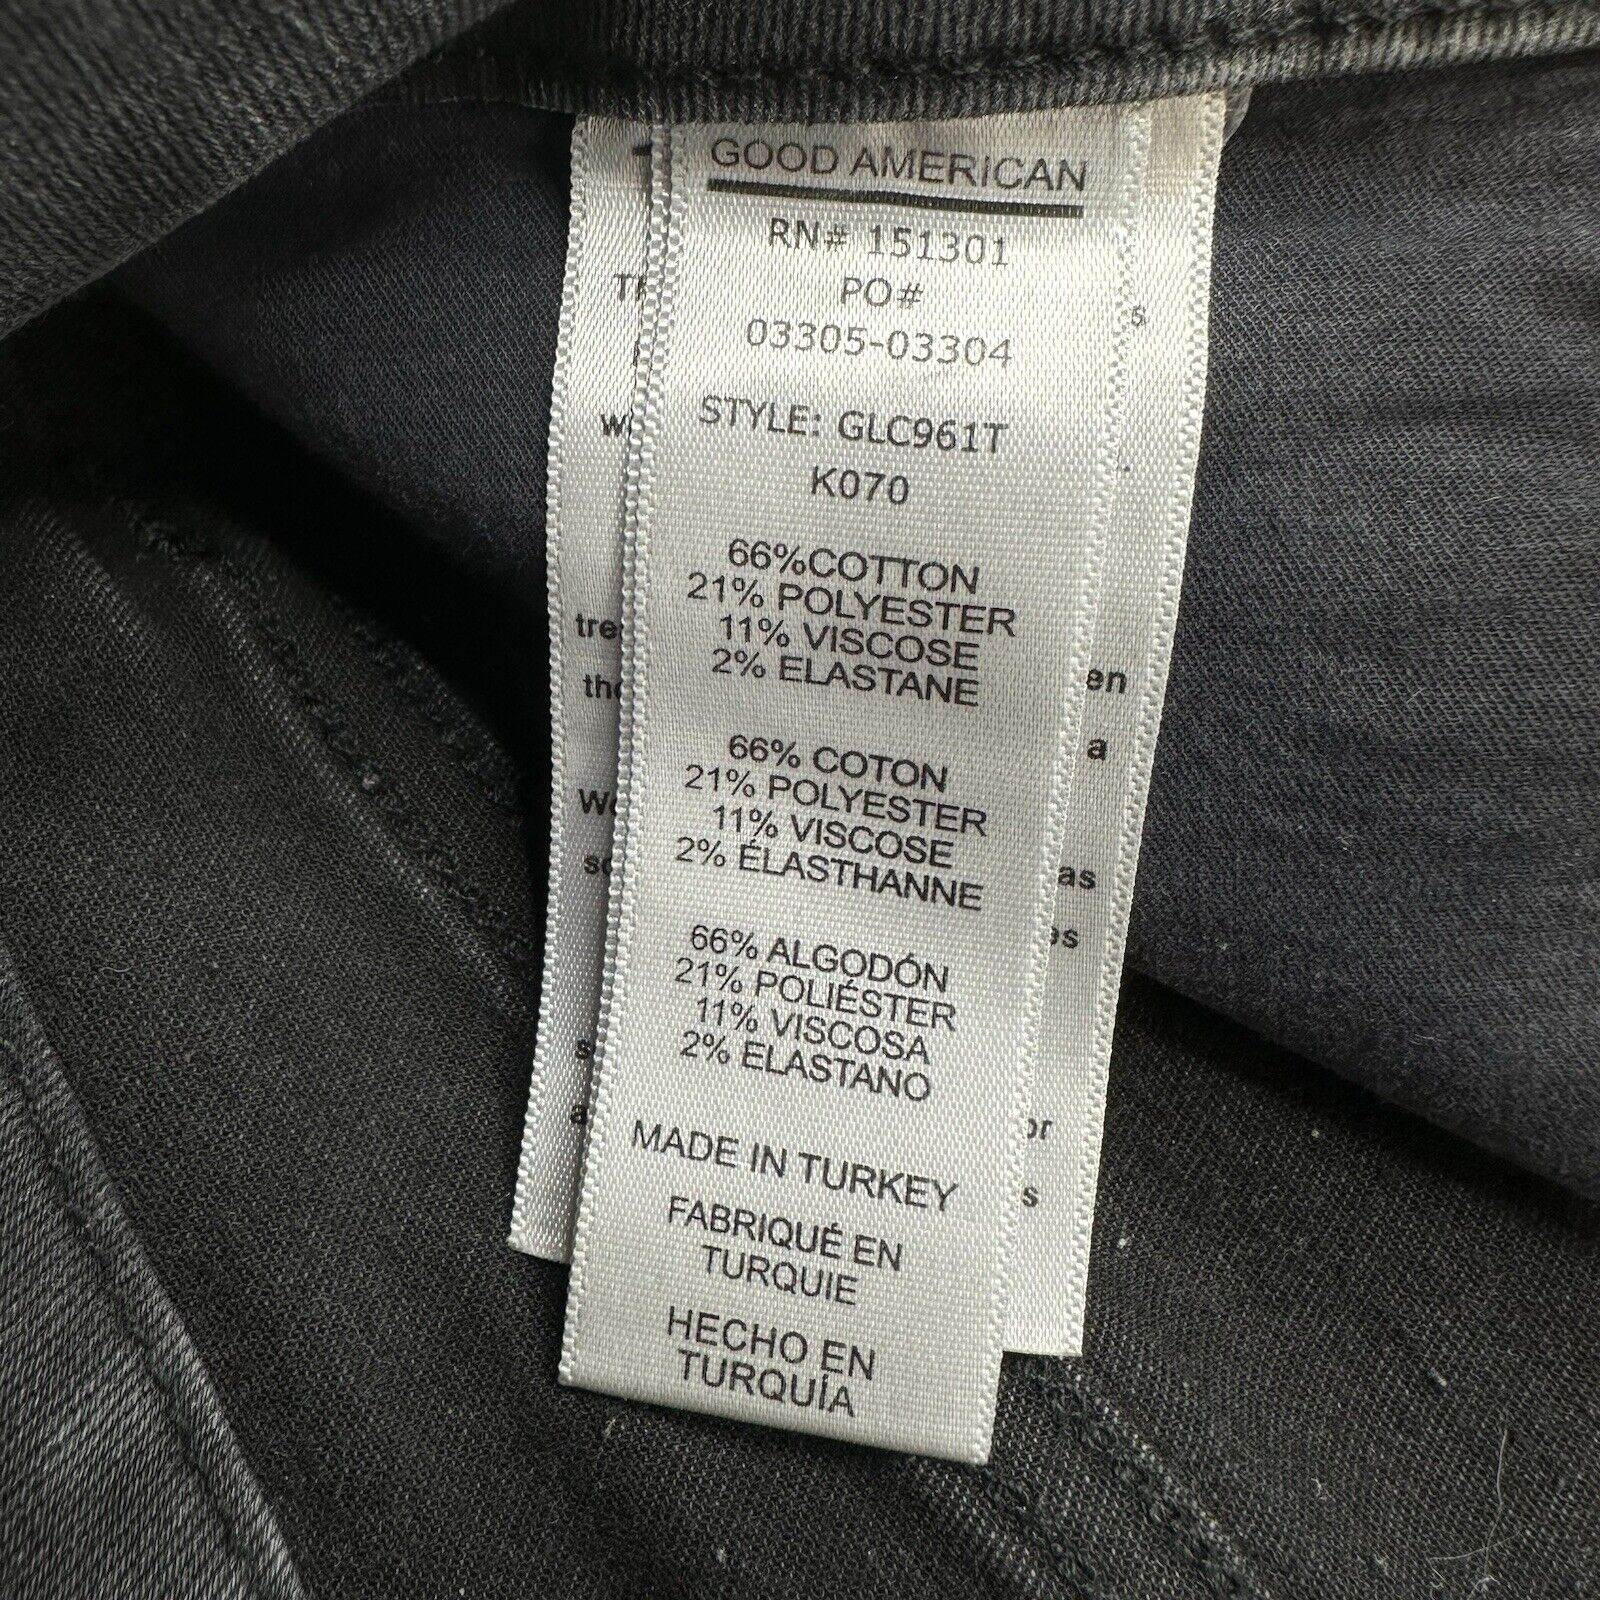 GOOD AMERICAN
RN# 151301
PO#
03305-03304
STYLE: GLC961T
K070
66%COTTON
21% POLYESTER
11% VISCOSE
2% ELASTANE
66% COTON
21% POLYESTER
11% VISCOSE
2% ÉLASTHANNE
66% ALGODÓN
21% POLIÉSTER
11% VISCOSA
2% ELASTANO
MADE IN TURKEY
FABRIQUÉ EN
TURQUIE
HECHO EN
TURQUÍA